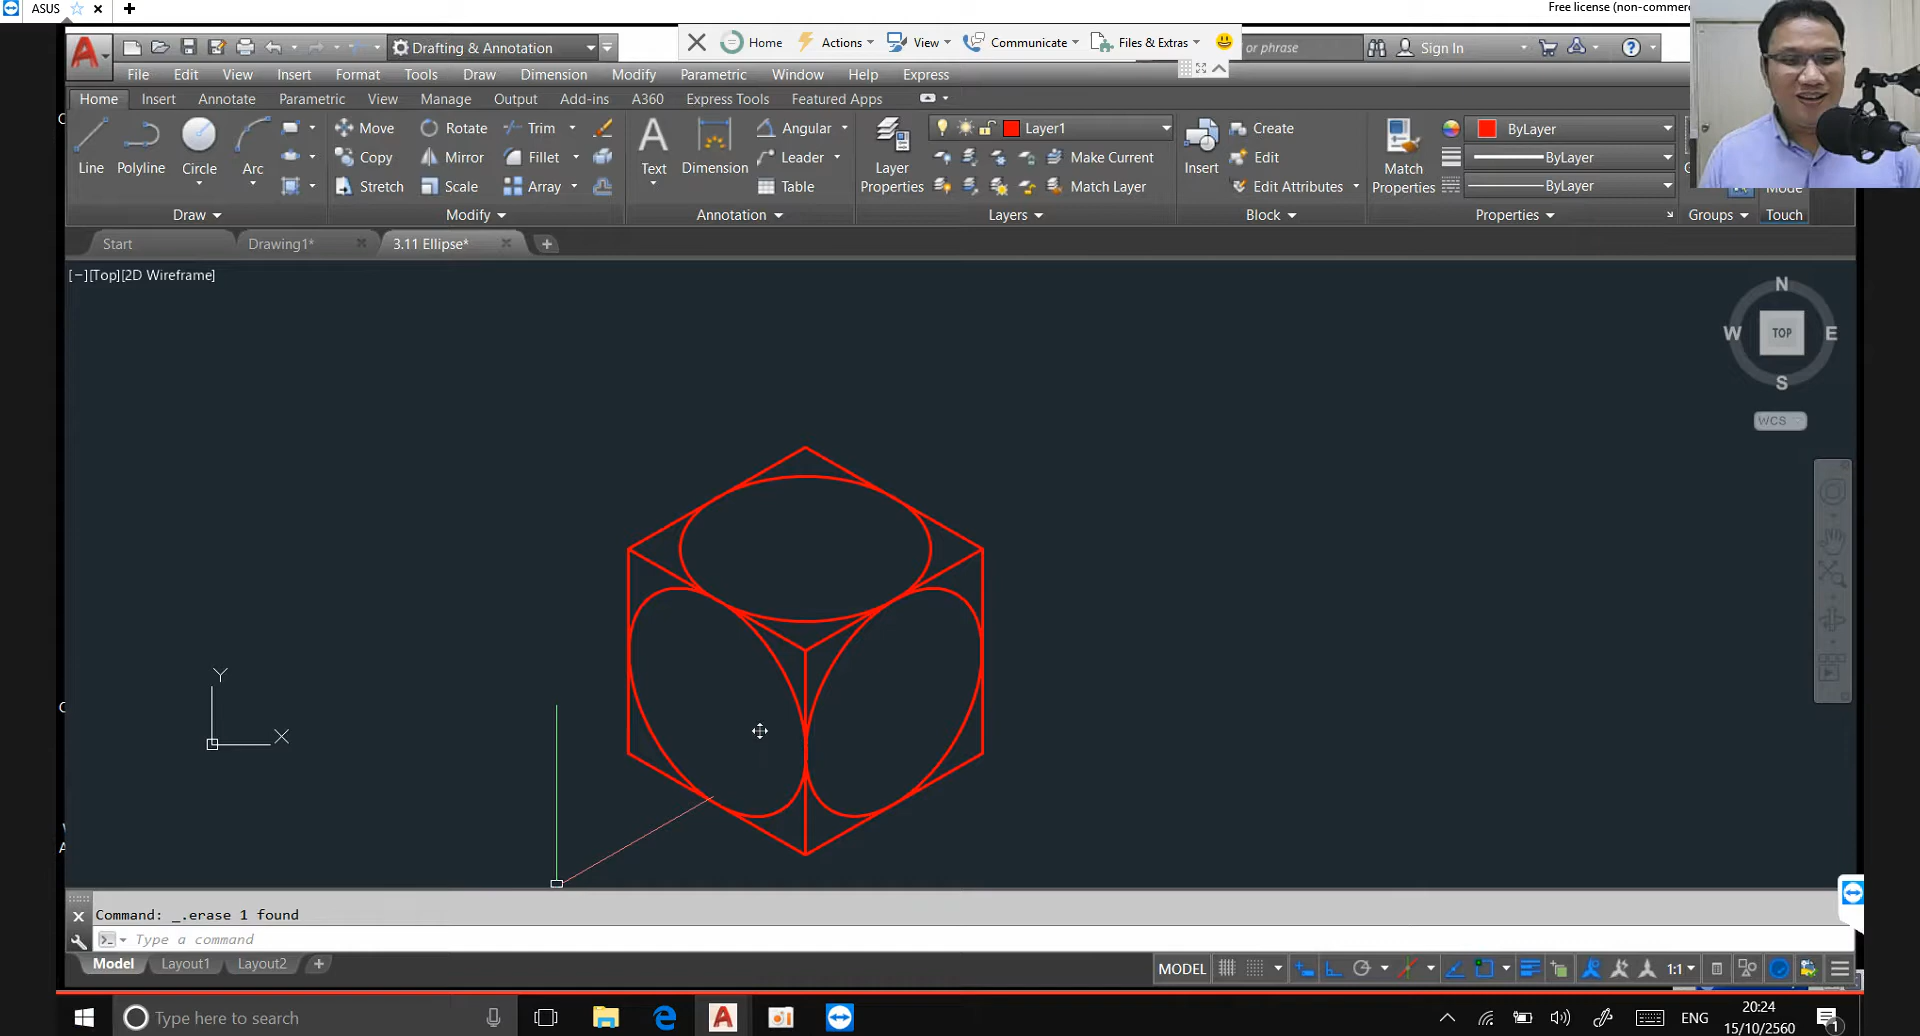 ASUS
Free license (non-commerc
Drafting & Annotation
Home
Actions
View
Communicate
Files & Extras
or phrase
Sign In
File Edit View Insert Format Tools Draw Dimension Modify Parametric Window Help Express
Home Insert Annotate Parametric View Manage Output Add-ins A360 Express Tools Featured Apps
Line
Polyline
Circle
Arc
Move
Copy
Stretch
Rotate
Mirror
Scale
Trim
Fillet
Array
Text
Dimension
Angular
Leader
Table
Layer
Properties
Layer1
Make Current
Match Layer
Insert
Create
Edit
Edit Attributes
Match
Properties
ByLayer
ByLayer
ByLayer
Mode
Draw
Modify
Annotation
Layers
Block
Properties
Groups
Touch
Start
Drawing1*
3.11 Ellipse*
[−][Top][2D Wireframe]
N
W
TOP
E
S
WCS
Y
X
Command: _.erase 1 found
Type a command
Model
Layout1
Layout2
MODEL
1:1
Type here to search
ENG
20:24
15/10/2560
1